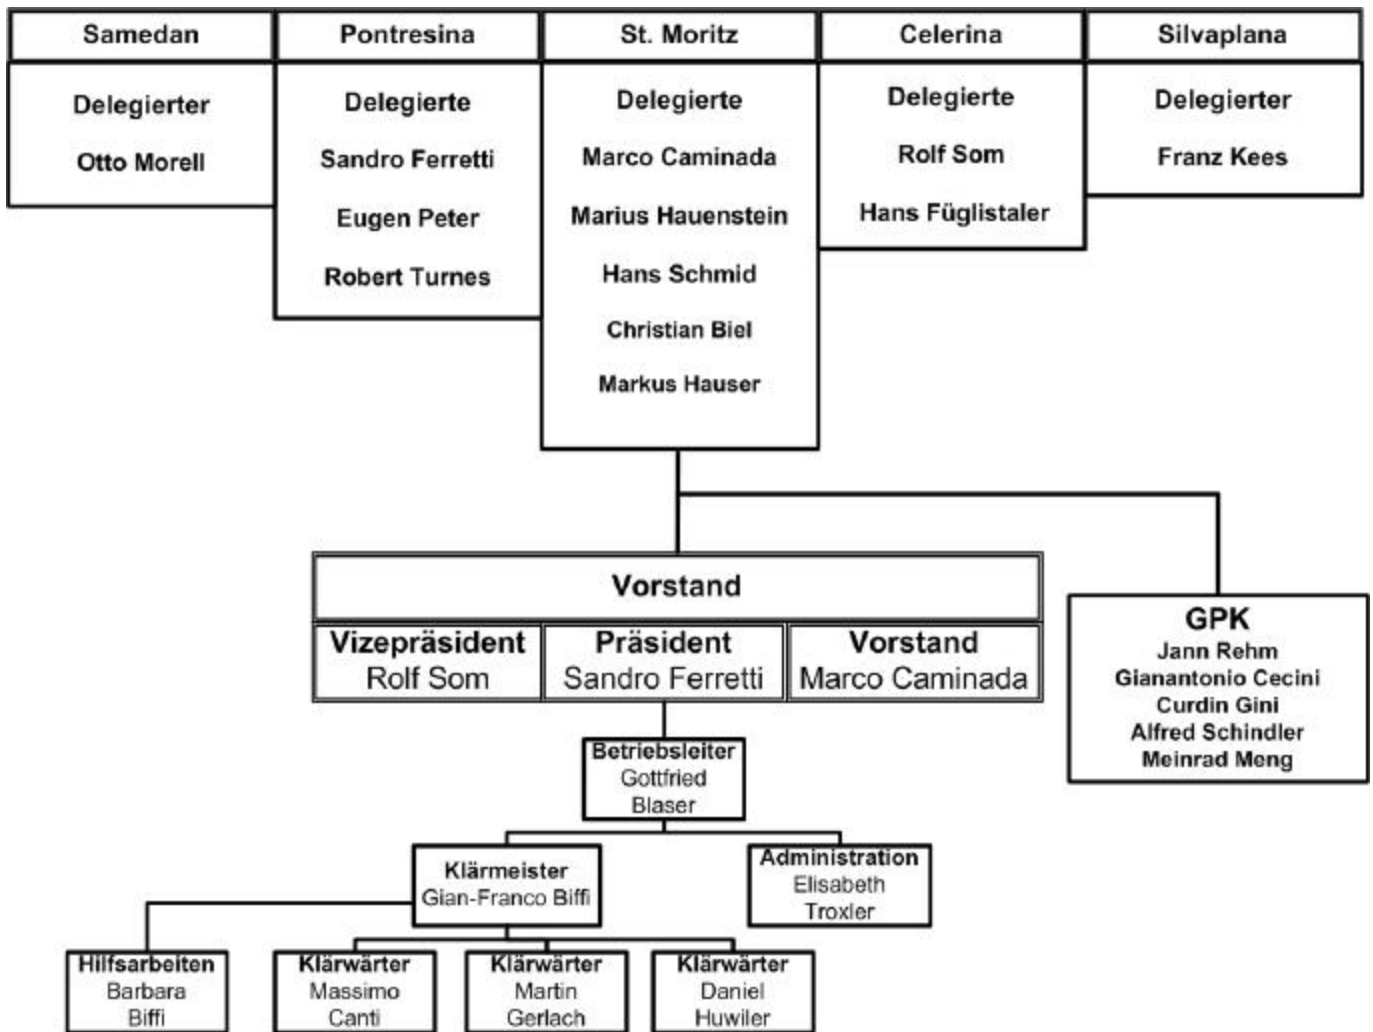 Samedan
Pontresina
St. Moritz
Celerina
Silvaplana
Delegierter
Otto Morell
Delegierte
Sandro Ferretti
Eugen Peter
Robert Turnes
Delegierte
Marco Caminada
Marius Hauenstein
Hans Schmid
Christian Biel
Markus Hauser
Delegierte
Rolf Som
Hans Füglistaler
Delegierter
Franz Kees
Vorstand
Vizepräsident
Rolf Som
Präsident
Sandro Ferretti
Vorstand
Marco Caminada
GPK
Jann Rehm
Gianantonio Cecini
Curdin Gini
Alfred Schindler
Meinrad Meng
Betriebsleiter
Gottfried
Blaser
Klärmeister
Gian-Franco Biffi
Administration
Elisabeth
Troxler
Hilfsarbeiten
Barbara
Biffi
Klärwärter
Massimo
Canti
Klärwärter
Martin
Gerlach
Klärwärter
Daniel
Huwiler